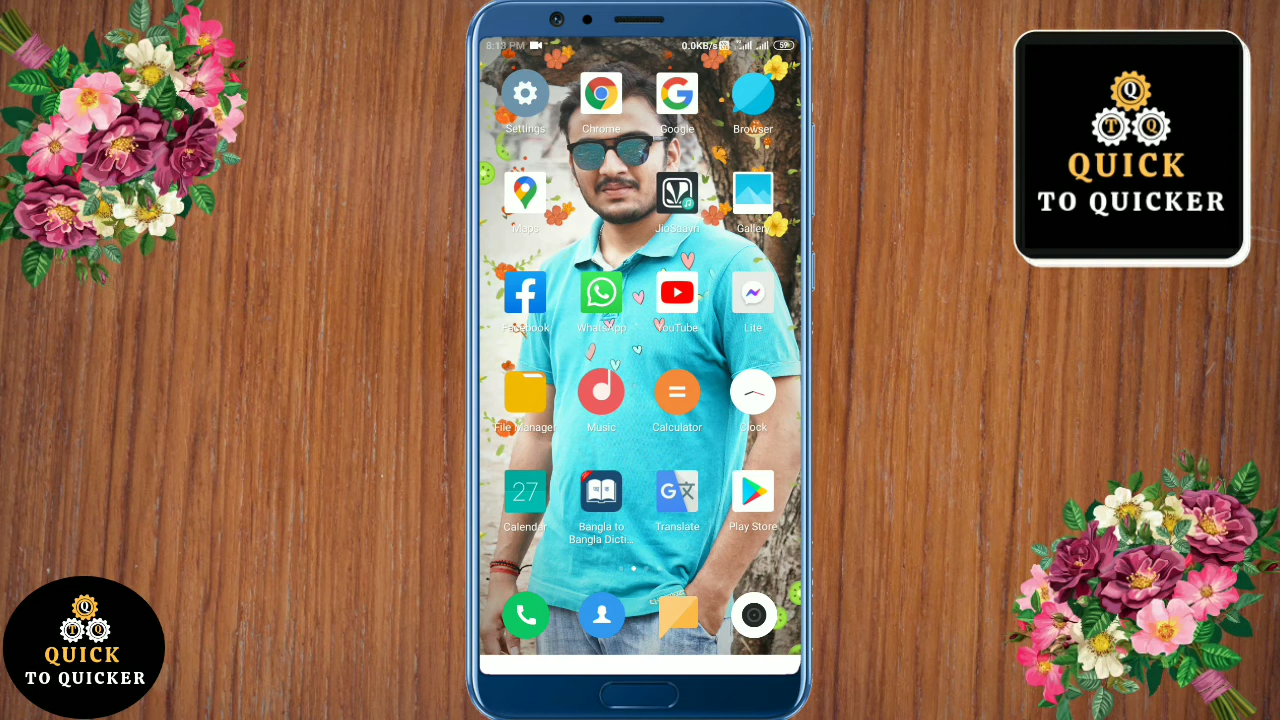 8:13 PM
0.0KB/s
59
Settings
Chrome
Google
Browser
Maps
JioSaavn
Gallery
Facebook
WhatsApp
YouTube
Lite
File Manager
Music
Calculator
Clock
27
Calendar
Bangla to
Bangla Dicti...
Translate
Play Store
Q
T Q
QUICK
TO QUICKER
Q
T Q
QUICK
TO QUICKER